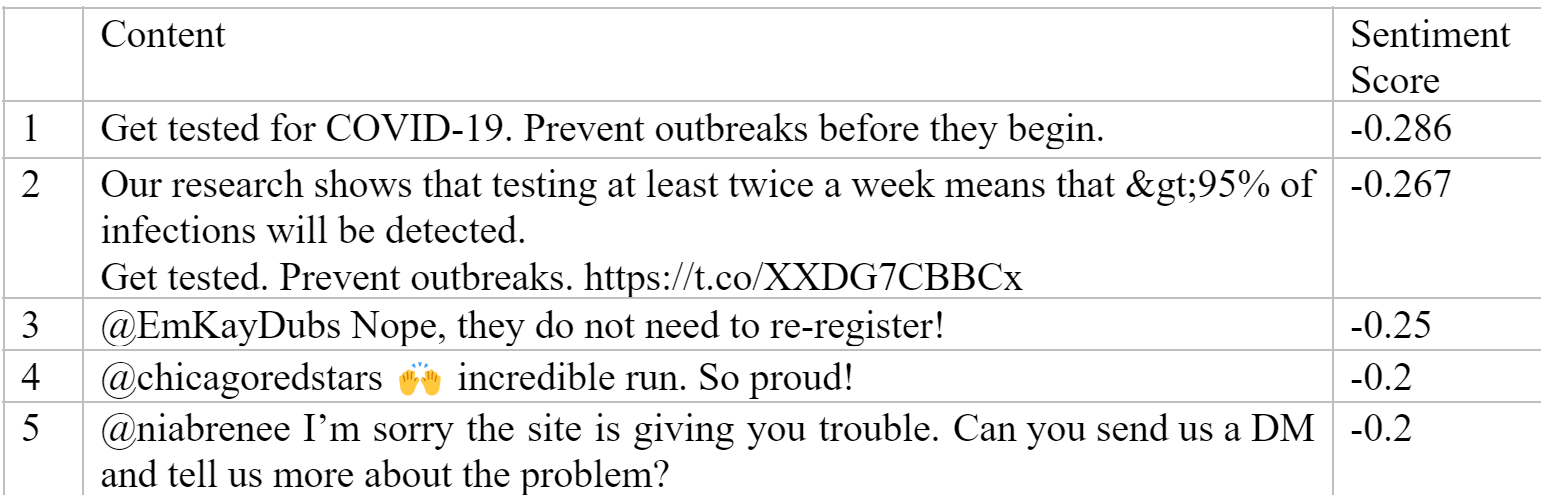 Content Sentiment
Score
1 Get tested for COVID-19. Prevent outbreaks before they begin. -0.286
2 Our research shows that testing at least twice a week means that &gt;95% of -0.267
infections will be detected.
Get tested. Prevent outbreaks. https://t.co/XXDG7CBBCx
3 @EmKayDubs Nope, they do not need to re-register! -0.25
4 @chicagoredstars 🙌 incredible run. So proud! -0.2
5 @niabrenee I’m sorry the site is giving you trouble. Can you send us a DM -0.2
and tell us more about the problem?